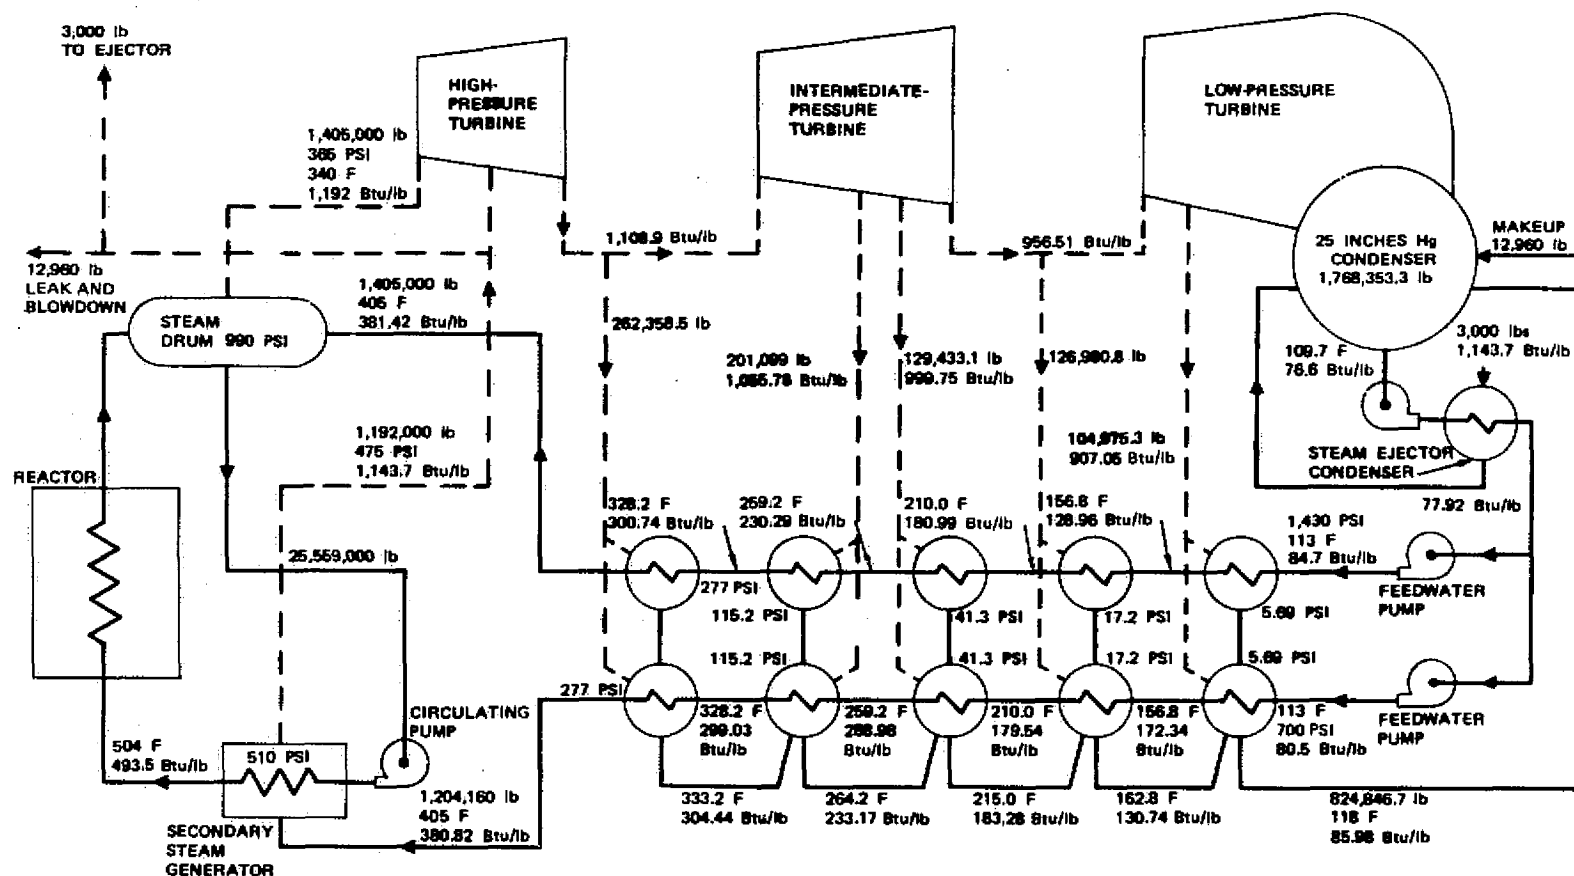 3,000 lb
TO EJECTOR
HIGH-
PRESSURE
TURBINE
INTERMEDIATE-
PRESSURE
TURBINE
LOW-PRESSURE
TURBINE
1,405,000 lb
365 PSI
340 F
1,192 Btu/lb
12,960 lb
LEAK AND
BLOWDOWN
1,108.9 Btu/lb
956.51 Btu/lb
25 INCHES Hg
CONDENSER
1,768,353.3 lb
MAKEUP
12,960 lb
STEAM
DRUM 990 PSI
1,405,000 lb
405 F
381.42 Btu/lb
262,358.5 lb
201,099 lb
1,055.78 Btu/lb
129,433.1 lb
999.75 Btu/lb
126,980.8 lb
109.7 F
78.6 Btu/lb
3,000 lbs
1,143.7 Btu/lb
104,975.3 lb
907.05 Btu/lb
STEAM EJECTOR
CONDENSER
77.92 Btu/lb
REACTOR
1,192,000 lb
475 PSI
1,143.7 Btu/lb
25,559,000 lb
328.2 F
300.74 Btu/lb
259.2 F
230.29 Btu/lb
210.0 F
180.99 Btu/lb
156.8 F
128.96 Btu/lb
1,430 PSI
113 F
84.7 Btu/lb
FEEDWATER
PUMP
277 PSI
115.2 PSI
41.3 PSI
17.2 PSI
5.69 PSI
115.2 PSI
41.3 PSI
17.2 PSI
5.69 PSI
277 PSI
328.2 F
299.03
Btu/lb
259.2 F
Btu/lb
210.0 F
179.54
Btu/lb
156.8 F
172.34
Btu/lb
113 F
700 PSI
80.5 Btu/lb
FEEDWATER
PUMP
CIRCULATING
PUMP
504 F
493.5 Btu/lb
510 PSI
1,204,160 lb
405 F
380.82 Btu/lb
SECONDARY
STEAM
GENERATOR
333.2 F
304.44 Btu/lb
264.2 F
233.17 Btu/lb
215.0 F
183,28 Btu/lb
162.8 F
130.74 Btu/lb
824,846.7 lb
118 F
85.98 Btu/lb